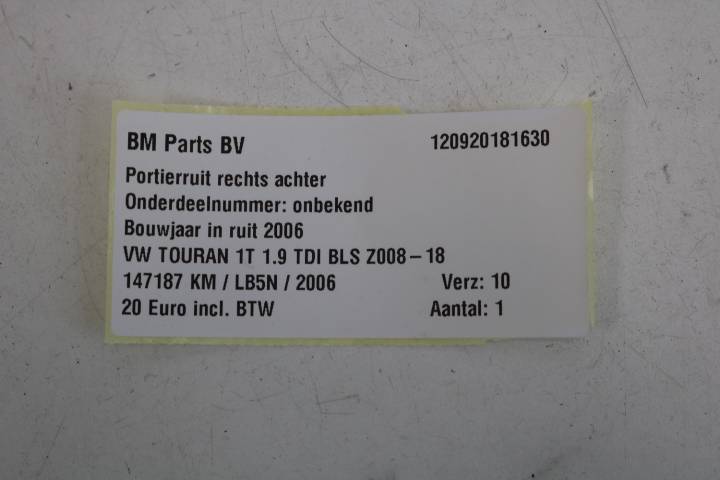 BM Parts BV 120920181630
Portierruit rechts achter
Onderdeelnummer: onbekend
Bouwjaar in ruit 2006
VW TOURAN 1T 1.9 TDI BLS Z008-18
147187 KM / LB5N / 2006 Verz: 10
20 Euro incl. BTW Aantal: 1